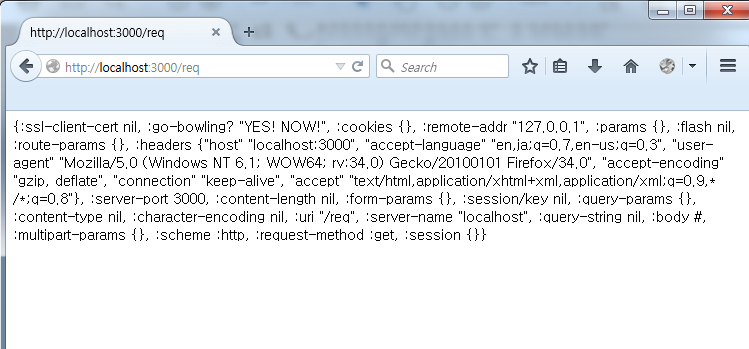 http://localhost:3000/req
http://localhost:3000/req
Search
{:ssl-client-cert nil, :go-bowling? "YES! NOW!", :cookies {}, :remote-addr "127.0.0.1", :params {}, :flash nil,
:route-params {}, :headers {"host" "localhost:3000", "accept-language" "en,ja;q=0.7,en-us;q=0.3", "user-
agent" "Mozilla/5.0 (Windows NT 6.1; WOW64; rv:34.0) Gecko/20100101 Firefox/34.0", "accept-encoding"
"gzip, deflate", "connection" "keep-alive", "accept" "text/html,application/xhtml+xml,application/xml;q=0.9,*
/*;q=0.8"}, :server-port 3000, :content-length nil, :form-params {}, :session/key nil, :query-params {},
:content-type nil, :character-encoding nil, :uri "/req", :server-name "localhost", :query-string nil, :body #,
:multipart-params {}, :scheme :http, :request-method :get, :session {}}